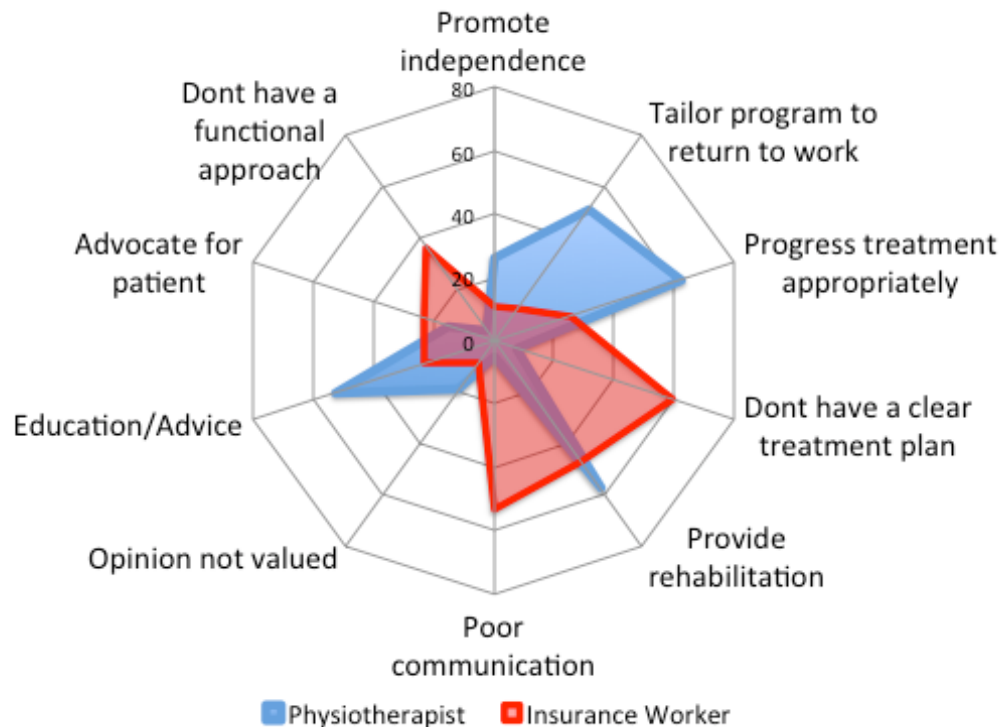 Promote
independence
Tailor program to
return to work
Progress treatment
appropriately
Dont have a clear
treatment plan
Provide
rehabilitation
Poor
communication
Opinion not valued
Education/Advice
Advocate for
patient
Dont have a
functional
approach
80
60
40
20
0
Physiotherapist
Insurance Worker